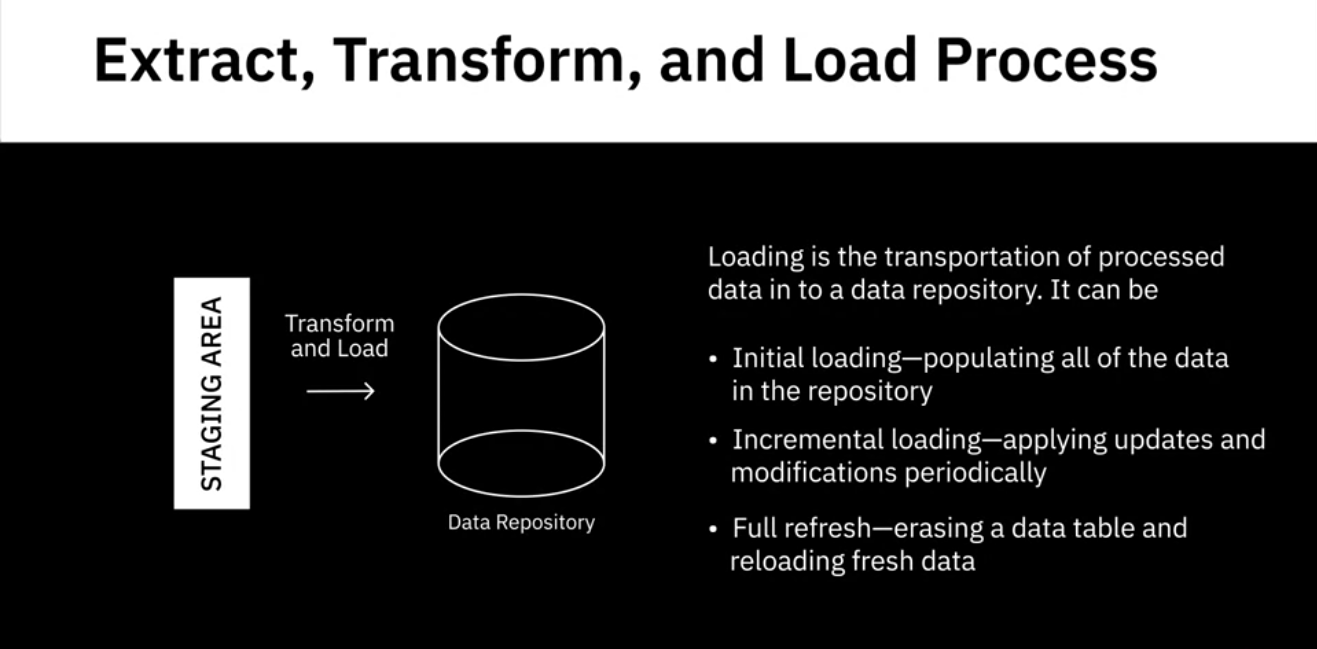 Extract, Transform, and Load Process
STAGING AREA
Transform
and Load
Data Repository
Loading is the transportation of processed
data in to a data repository. It can be
• Initial loading—populating all of the data
in the repository
• Incremental loading—applying updates and
modifications periodically
• Full refresh—erasing a data table and
reloading fresh data